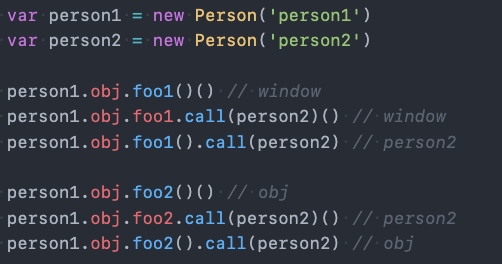 var person1 = new Person('person1')
var person2 = new Person('person2')
person1.obj.foo1()() // window
person1.obj.foo1.call(person2)() // window
person1.obj.foo1().call(person2) // person2
person1.obj.foo2()() // obj
person1.obj.foo2.call(person2)() // person2
person1.obj.foo2().call(person2) // obj